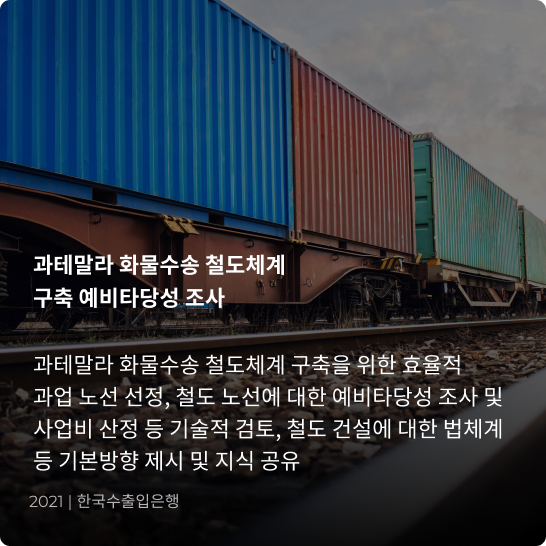 과테말라 화물수송 철도체계
구축 예비타당성 조사
과테말라 화물수송 철도체계 구축을 위한 효율적
과업 노선 선정, 철도 노선에 대한 예비타당성 조사 및
사업비 산정 등 기술적 검토, 철도 건설에 대한 법체계
등 기본방향 제시 및 지식 공유
2021 | 한국수출입은행